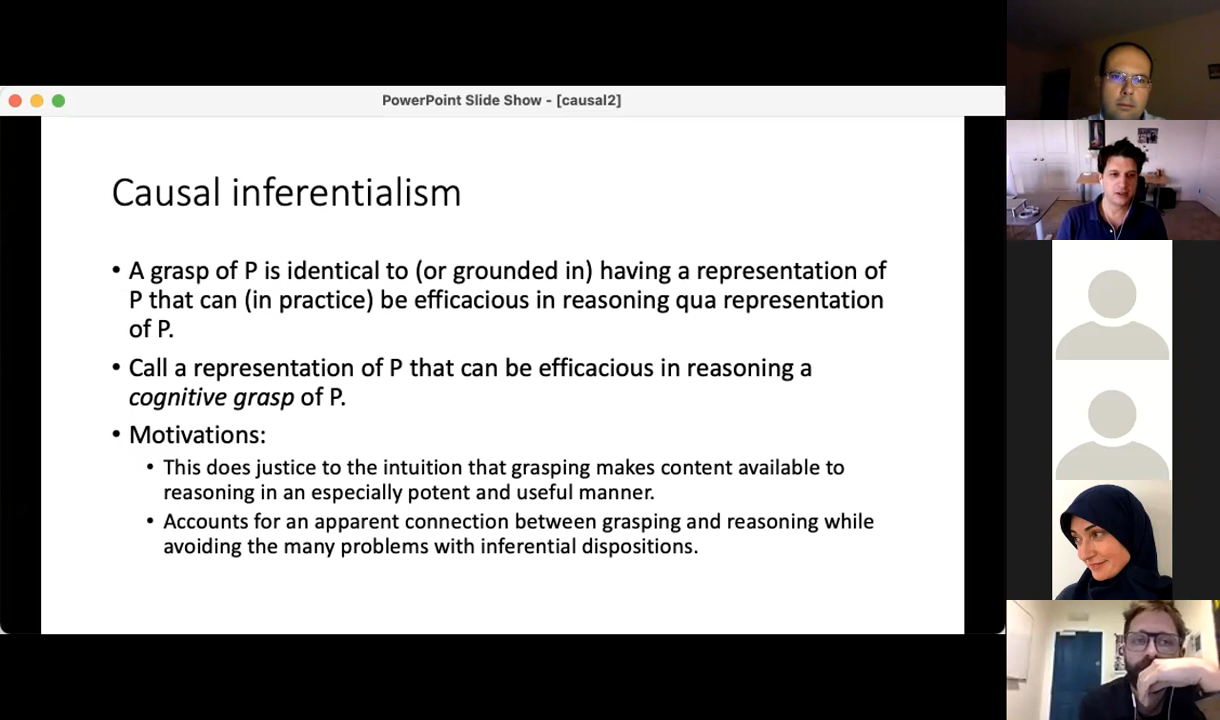 PowerPoint Slide Show - [causal2]
Causal inferentialism
• A grasp of P is identical to (or grounded in) having a representation of
P that can (in practice) be efficacious in reasoning qua representation
of P.
• Call a representation of P that can be efficacious in reasoning a
cognitive grasp of P.
• Motivations:
• This does justice to the intuition that grasping makes content available to
reasoning in an especially potent and useful manner.
• Accounts for an apparent connection between grasping and reasoning while
avoiding the many problems with inferential dispositions.